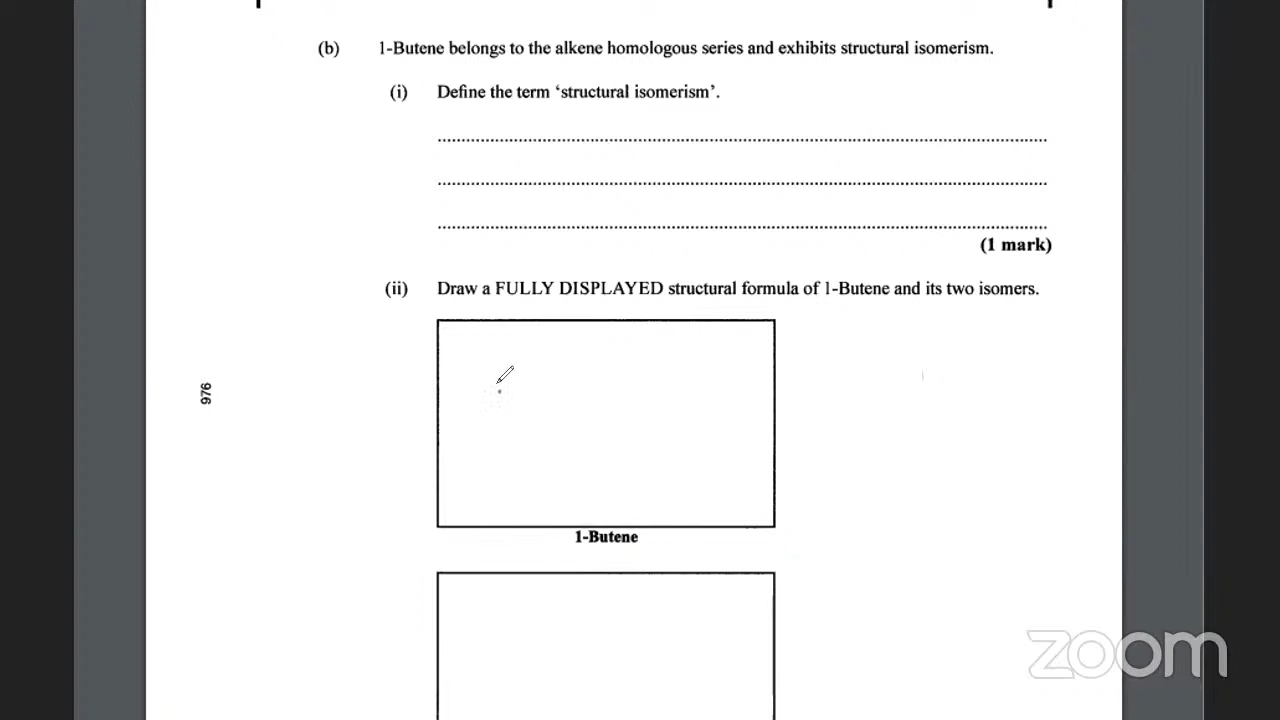 (b) 1-Butene belongs to the alkene homologous series and exhibits structural isomerism.
(i) Define the term ‘structural isomerism’.
(1 mark)
(ii) Draw a FULLY DISPLAYED structural formula of 1-Butene and its two isomers.
976
1-Butene
zoom